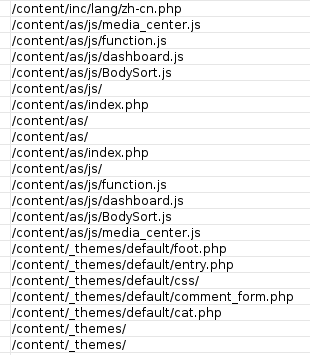 /content/inc/lang/zh-cn.php
/content/as/js/media_center.js
/content/as/js/function.js
/content/as/js/dashboard.js
/content/as/js/BodySort.js
/content/as/js/
/content/as/index.php
/content/as/
/content/as/
/content/as/index.php
/content/as/js/
/content/as/js/function.js
/content/as/js/dashboard.js
/content/as/js/BodySort.js
/content/as/js/media_center.js
/content/_themes/default/foot.php
/content/_themes/default/entry.php
/content/_themes/default/css/
/content/_themes/default/comment_form.php
/content/_themes/default/cat.php
/content/_themes/
/content/_themes/